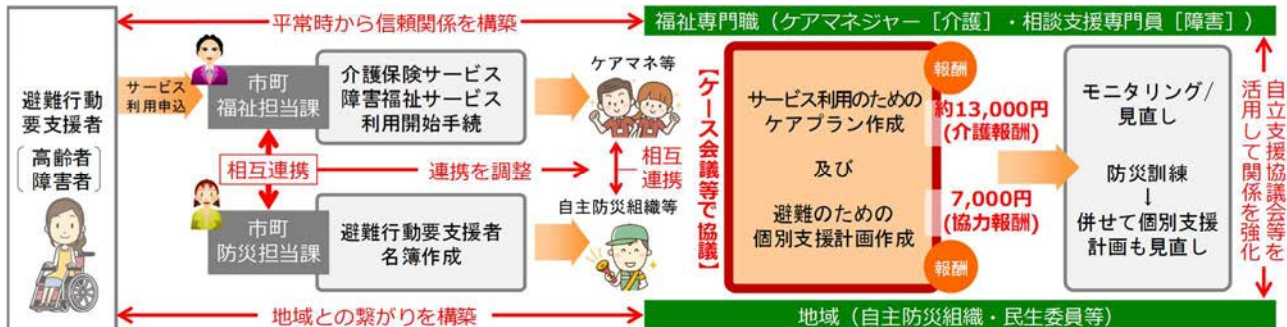 平常時から信頼関係を構築
福祉専門職（ケアマネジャー［介護］・相談支援専門員［障害］）
避難行動
要支援者
高齢者
障害者
サービス
利用申込
市町
福祉担当課
介護保険サービス
障害福祉サービス
利用開始手続
ケアマネ等
相互連携
連携を調整
相互
連携
市町
防災担当課
避難行動要支援者
名簿作成
自主防災組織等
【ケース会議等で協議】
サービス利用のための
ケアプラン作成
及び
避難のための
個別支援計画作成
報酬
約13,000円
(介護報酬)
7,000円
(協力報酬)
報酬
モニタリング/
見直し
防災訓練
↓
併せて個別支援
計画も見直し
自立支援協議会等を
活用して関係を強化
地域との繋がりを構築
地域（自主防災組織・民生委員等）